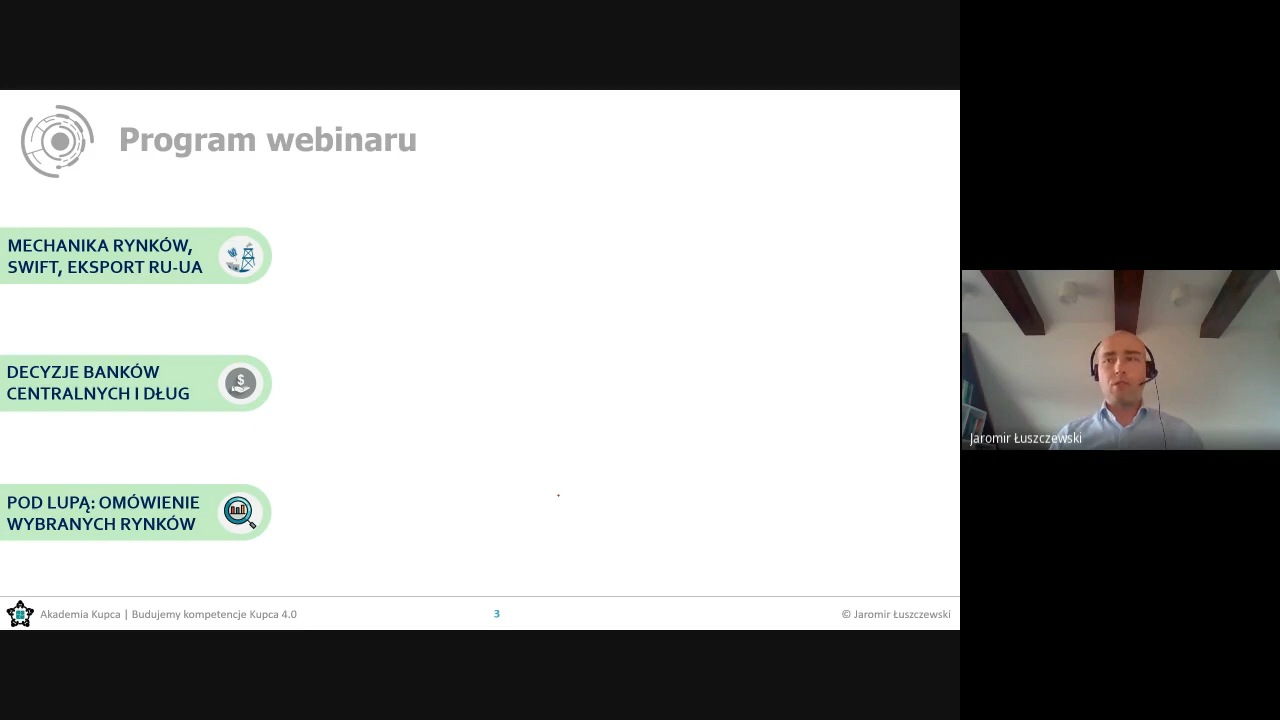 Program webinaru
MECHANIKA RYNKÓW,
SWIFT, EKSPORT RU-UA
DECYZJE BANKÓW
CENTRALNYCH I DŁUG
POD LUPĄ: OMÓWIENIE
WYBRANYCH RYNKÓW
Akademia Kupca | Budujemy kompetencje Kupca 4.0
3
© Jaromir Łuszczewski
Jaromir Łuszczewski